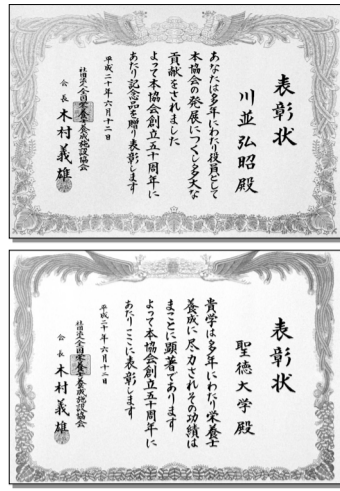 表彰状
川並弘昭殿
あなたは多年にわたり役員として
本協会の発展につくし多大な
貢献をされました
よって本協会創立五十周年に
あたり記念品を贈り表彰します
平成二十年六月十二日
社団法人全国栄養士養成施設協会
会長木村義雄
表彰状
聖徳大学殿
貴学は多年にわたり栄養士
養成に尽力されその功績は
まことに顕著であります
よって本協会創立五十周年に
あたりここに表彰します
平成二十年六月十二日
社団法人全国栄養士養成施設協会
会長木村義雄